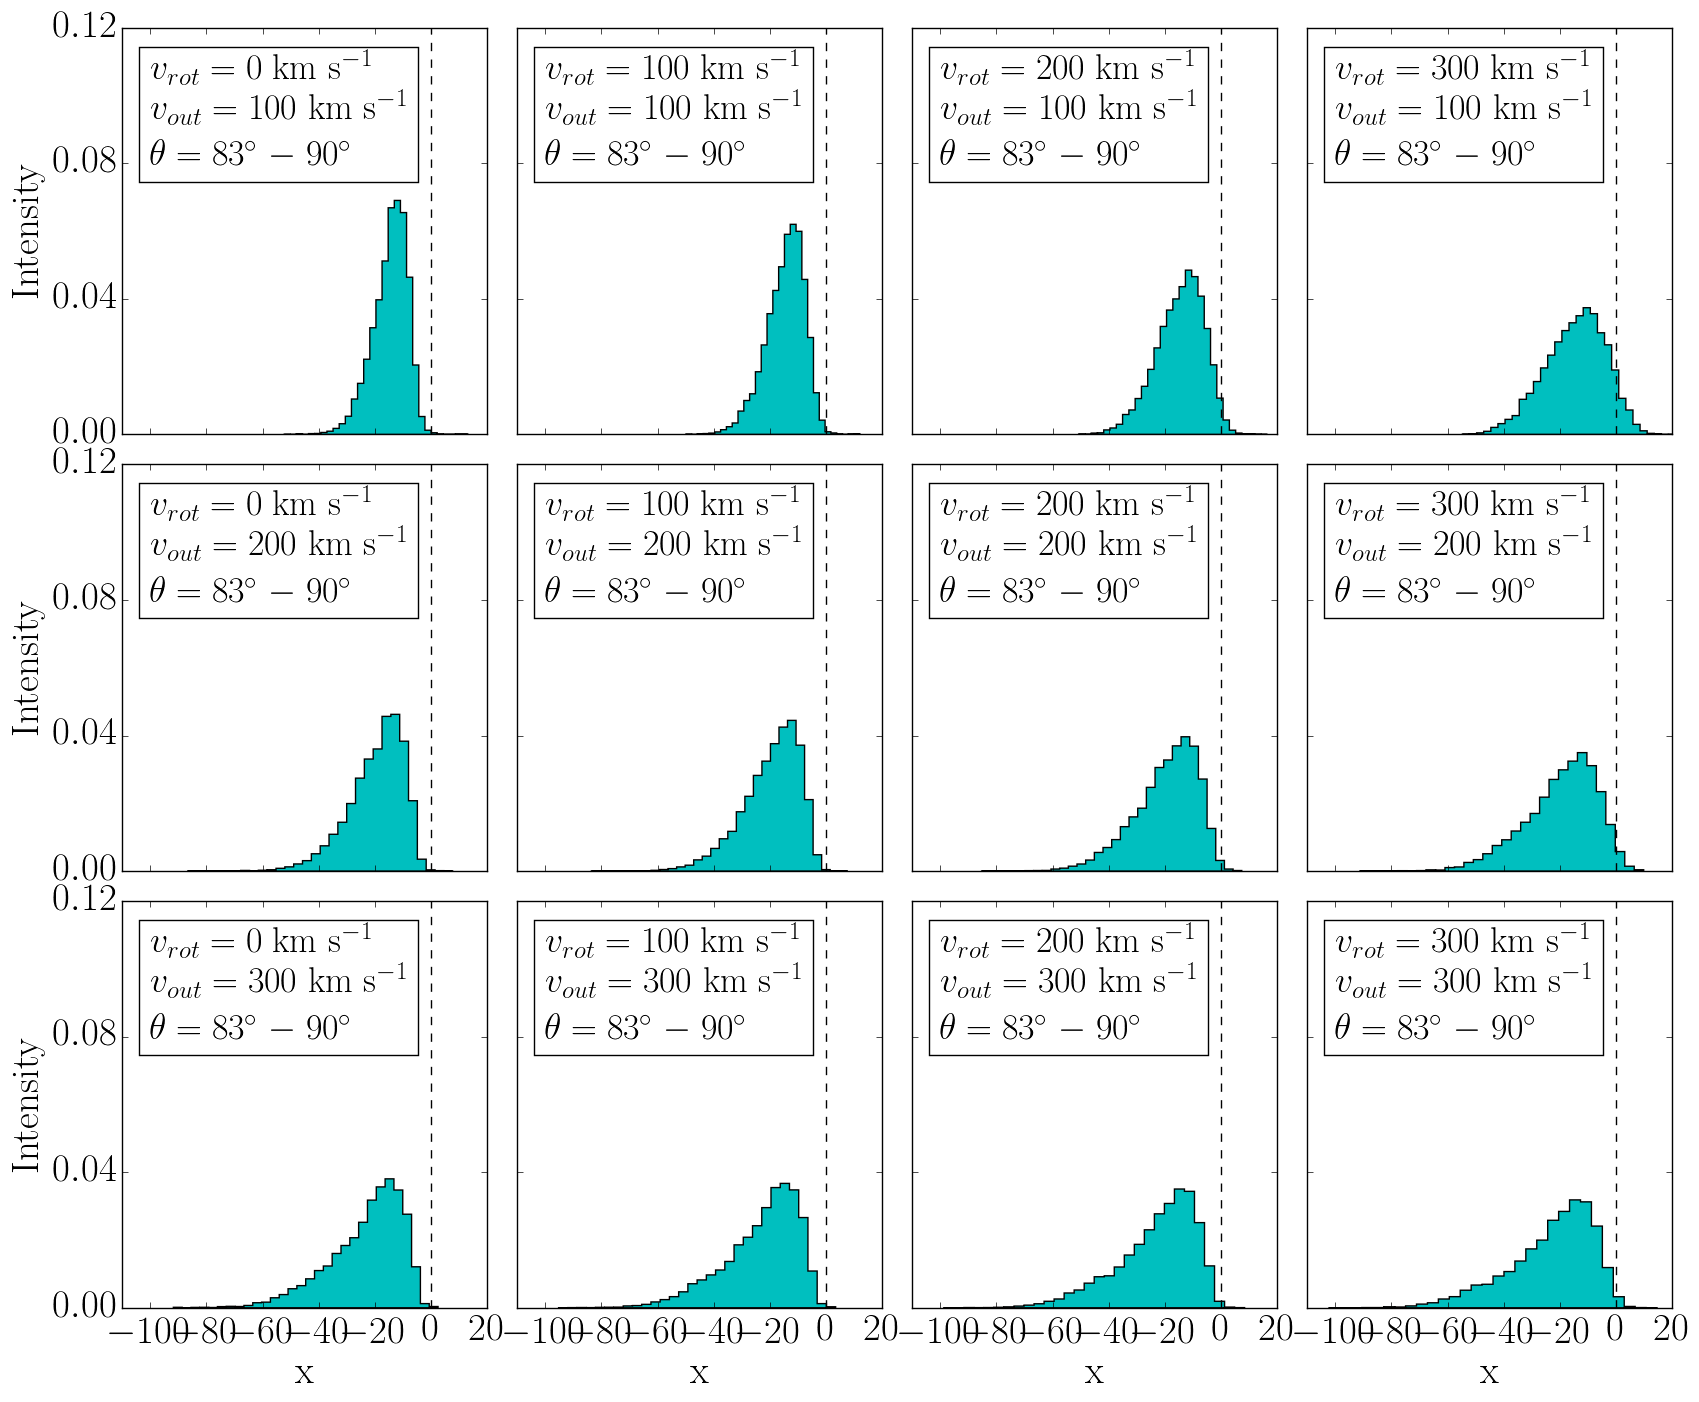 0.12
0.08
0.04
0.00
Intensity
v_rot = 0 km s⁻¹
v_out = 100 km s⁻¹
θ = 83° − 90°
v_rot = 100 km s⁻¹
v_out = 100 km s⁻¹
θ = 83° − 90°
v_rot = 200 km s⁻¹
v_out = 100 km s⁻¹
θ = 83° − 90°
v_rot = 300 km s⁻¹
v_out = 100 km s⁻¹
θ = 83° − 90°
0.12
0.08
0.04
0.00
Intensity
v_rot = 0 km s⁻¹
v_out = 200 km s⁻¹
θ = 83° − 90°
v_rot = 100 km s⁻¹
v_out = 200 km s⁻¹
θ = 83° − 90°
v_rot = 200 km s⁻¹
v_out = 200 km s⁻¹
θ = 83° − 90°
v_rot = 300 km s⁻¹
v_out = 200 km s⁻¹
θ = 83° − 90°
0.12
0.08
0.04
0.00
Intensity
v_rot = 0 km s⁻¹
v_out = 300 km s⁻¹
θ = 83° − 90°
v_rot = 100 km s⁻¹
v_out = 300 km s⁻¹
θ = 83° − 90°
v_rot = 200 km s⁻¹
v_out = 300 km s⁻¹
θ = 83° − 90°
v_rot = 300 km s⁻¹
v_out = 300 km s⁻¹
θ = 83° − 90°
−100 −80 −60 −40 −20 0 20
−100 −80 −60 −40 −20 0 20
−100 −80 −60 −40 −20 0 20
−100 −80 −60 −40 −20 0 20
x
x
x
x